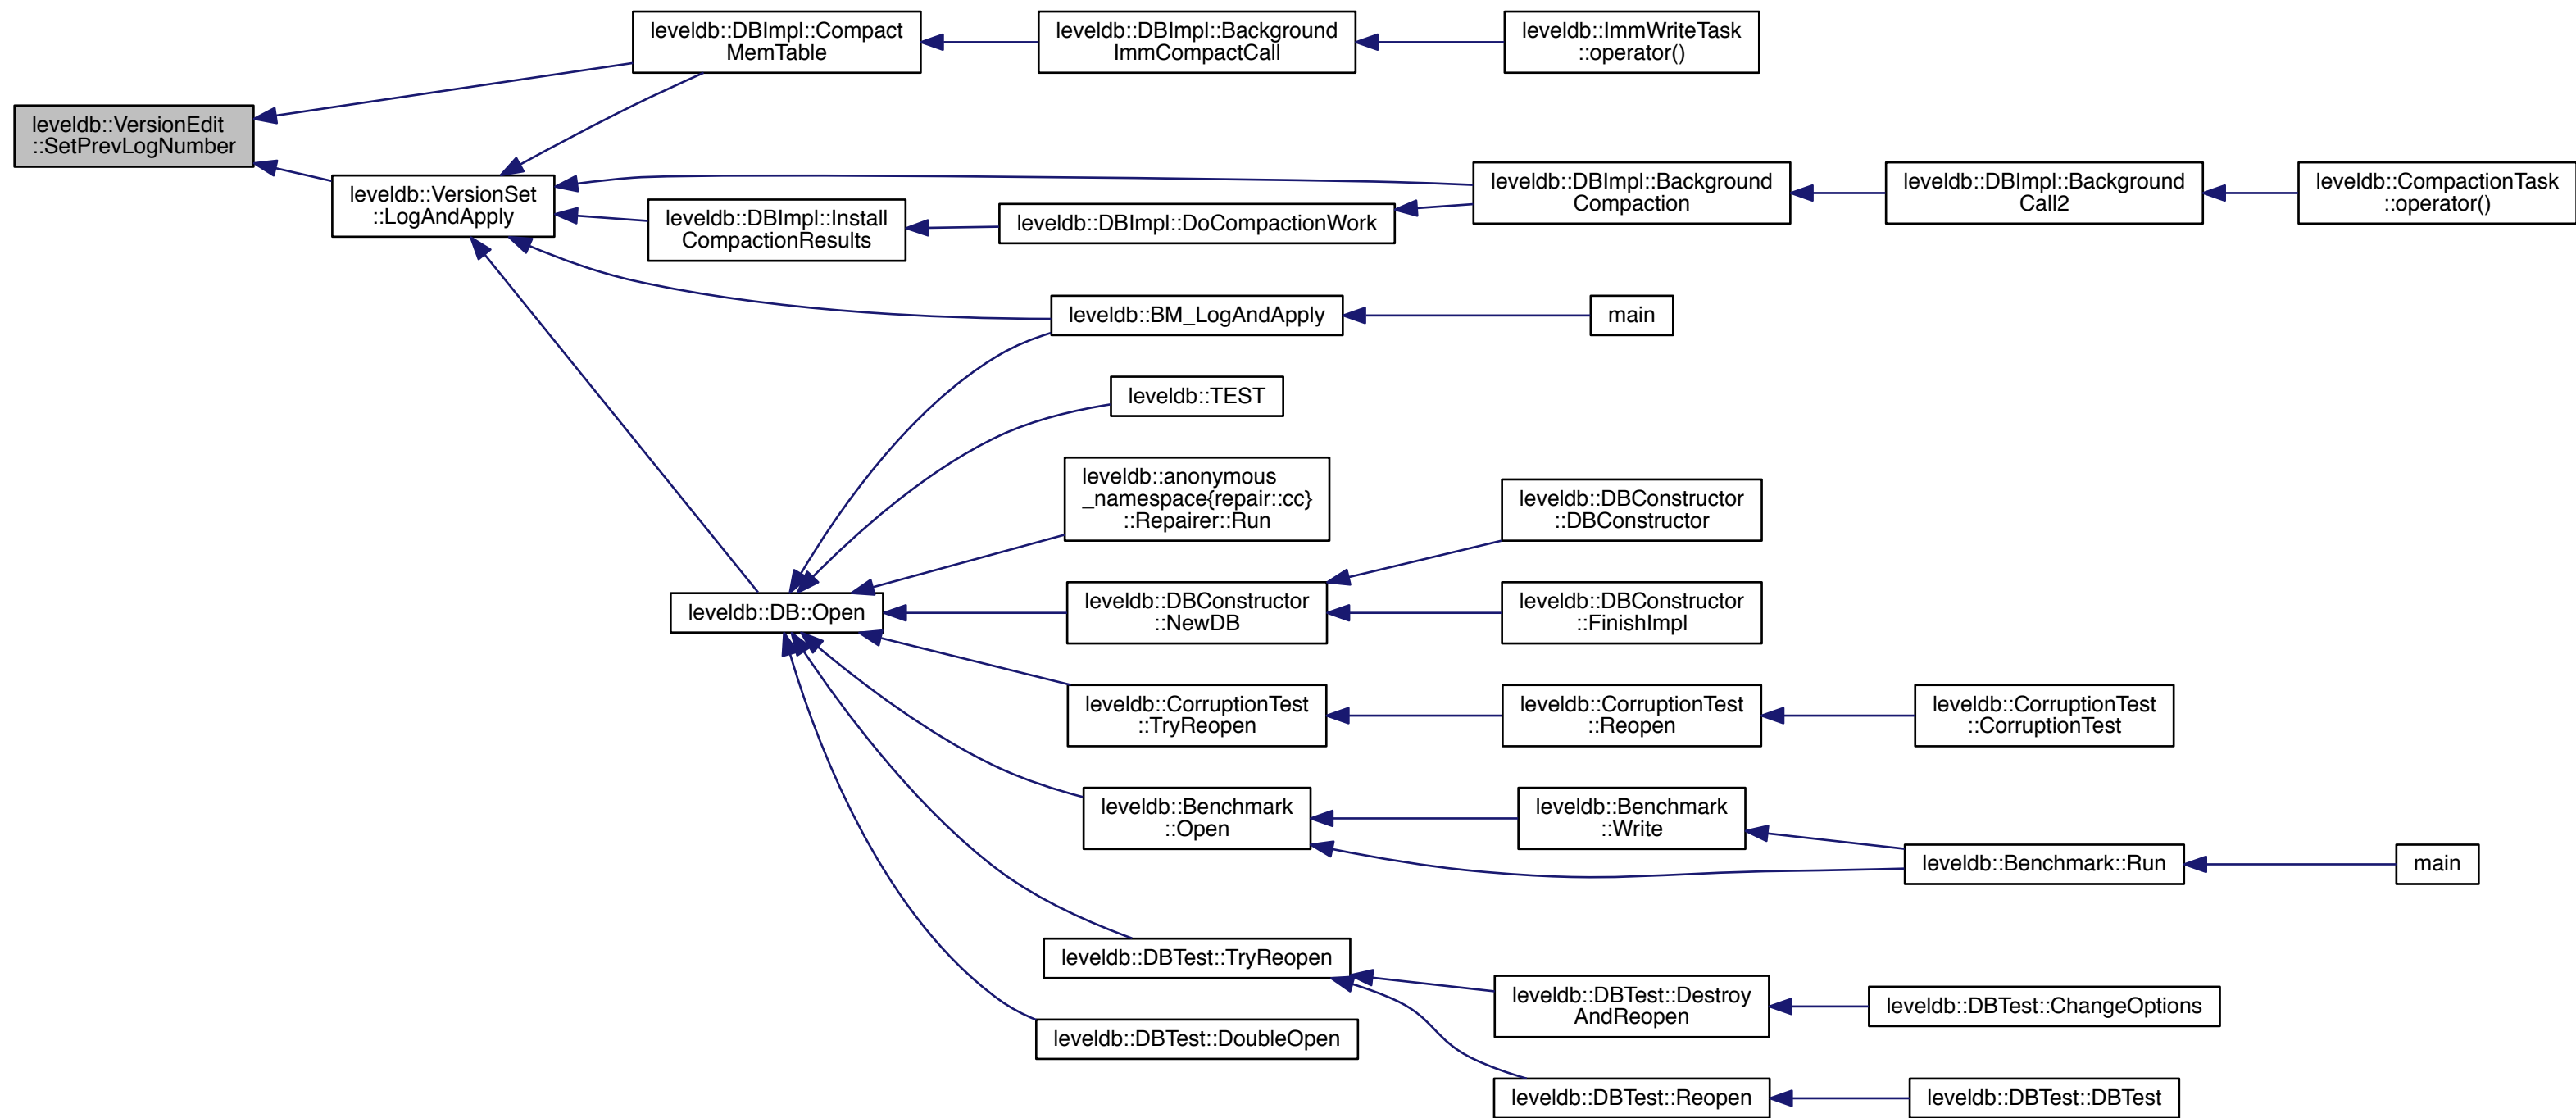 leveldb::DBImpl::Compact
MemTable
leveldb::DBImpl::Background
ImmCompactCall
leveldb::ImmWriteTask
::operator()
leveldb::VersionEdit
::SetPrevLogNumber
leveldb::VersionSet
::LogAndApply
leveldb::DBImpl::Install
CompactionResults
leveldb::DBImpl::DoCompactionWork
leveldb::DBImpl::Background
Compaction
leveldb::DBImpl::Background
Call2
leveldb::CompactionTask
::operator()
leveldb::BM_LogAndApply
main
leveldb::TEST
leveldb::anonymous
_namespace{repair::cc}
::Repairer::Run
leveldb::DB::Open
leveldb::DBConstructor
::NewDB
leveldb::DBConstructor
::DBConstructor
leveldb::DBConstructor
::FinishImpl
leveldb::CorruptionTest
::TryReopen
leveldb::CorruptionTest
::Reopen
leveldb::CorruptionTest
::CorruptionTest
leveldb::Benchmark
::Open
leveldb::Benchmark
::Write
leveldb::Benchmark::Run
main
leveldb::DBTest::TryReopen
leveldb::DBTest::Destroy
AndReopen
leveldb::DBTest::ChangeOptions
leveldb::DBTest::DoubleOpen
leveldb::DBTest::Reopen
leveldb::DBTest::DBTest